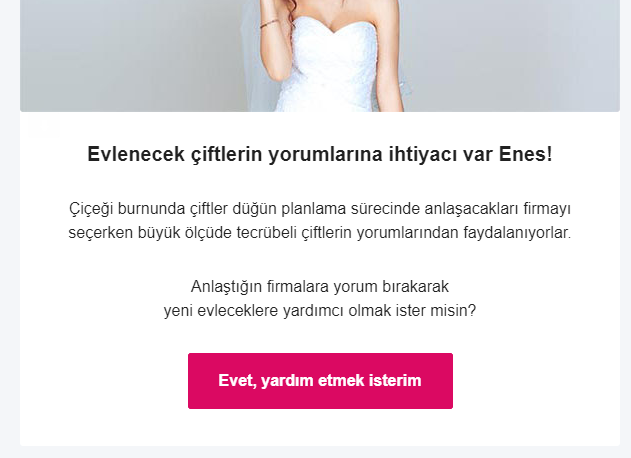 Evlenecek çiftlerin yorumlarına ihtiyacı var Enes!
Çiçeği burnunda çiftler düğün planlama sürecinde anlaşacakları firmayı
seçerken büyük ölçüde tecrübeli çiftlerin yorumlarından faydalanıyorlar.
Anlaştığın firmalara yorum bırakarak
yeni evleceklere yardımcı olmak ister misin?
Evet, yardım etmek isterim